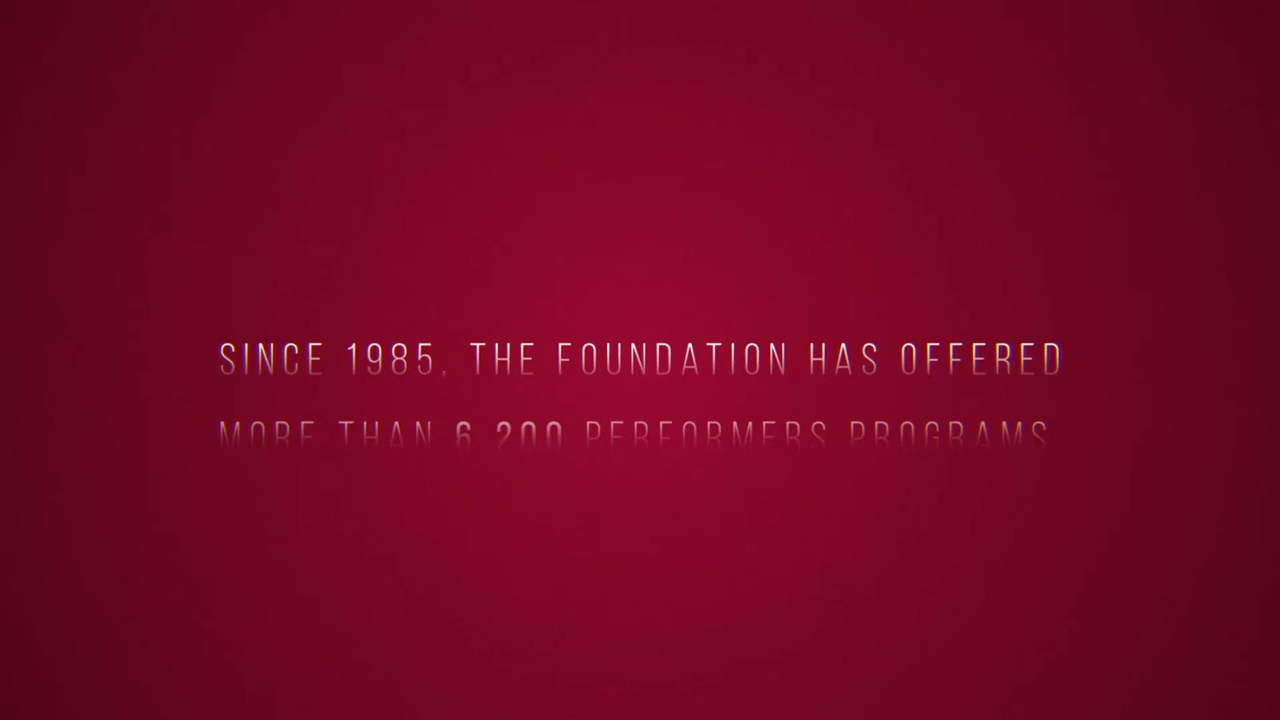 SINCE 1985, THE FOUNDATION HAS OFFERED
MORE THAN 6,200 PERFORMERS PROGRAMS